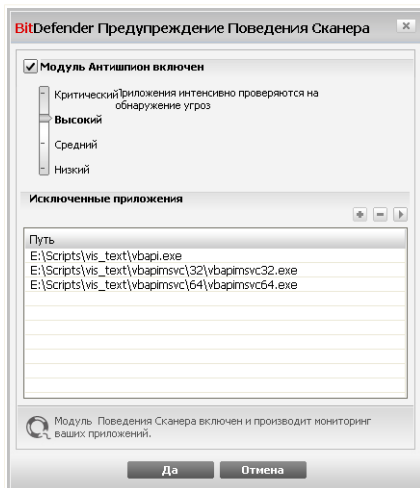 BitDefender Предупреждение Поведения Сканера
Модуль Антишпион включен
Критический
Приложения интенсивно проверяются на
обнаружение угроз
Высокий
Средний
Низкий
Исключенные приложения
Путь
E:\Scripts\vis_text\vbapi.exe
E:\Scripts\vis_text\vbapimsvc\32\vbapimsvc32.exe
E:\Scripts\vis_text\vbapimsvc\64\vbapimsvc64.exe
Модуль Поведения Сканера включен и производит мониторинг
ваших приложений.
Да Отмена